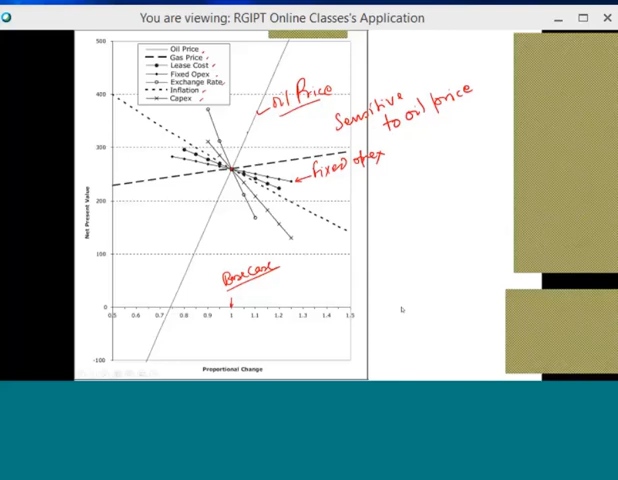 You are viewing: RGIPT Online Classes's Application
500
400
300
200
100
0
-100
Net Present Value
Oil Price
Gas Price
Lease Cost
Fixed Opex
Exchange Rate
Inflation
Capex
oil Price
Sensitive
to oil price
fixed opex
Base Case
0.5
0.6
0.7
0.8
0.9
1
1.1
1.2
1.3
1.4
1.5
Proportional Change